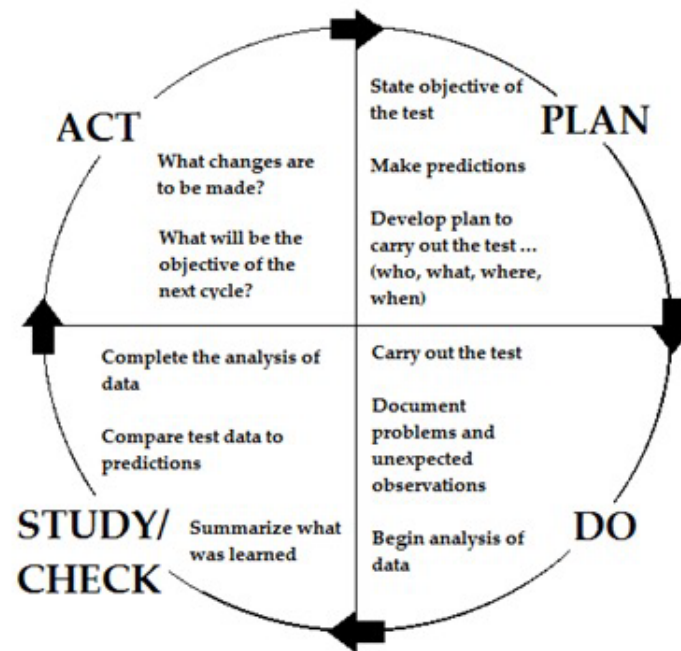 ACT
What changes are
to be made?
What will be the
objective of the
next cycle?
PLAN
State objective of
the test
Make predictions
Develop plan to
carry out the test ...
(who, what, where,
when)
DO
Carry out the test
Document
problems and
unexpected
observations
Begin analysis of
data
STUDY/
CHECK
Complete the analysis of
data
Compare test data to
predictions
Summarize what
was learned